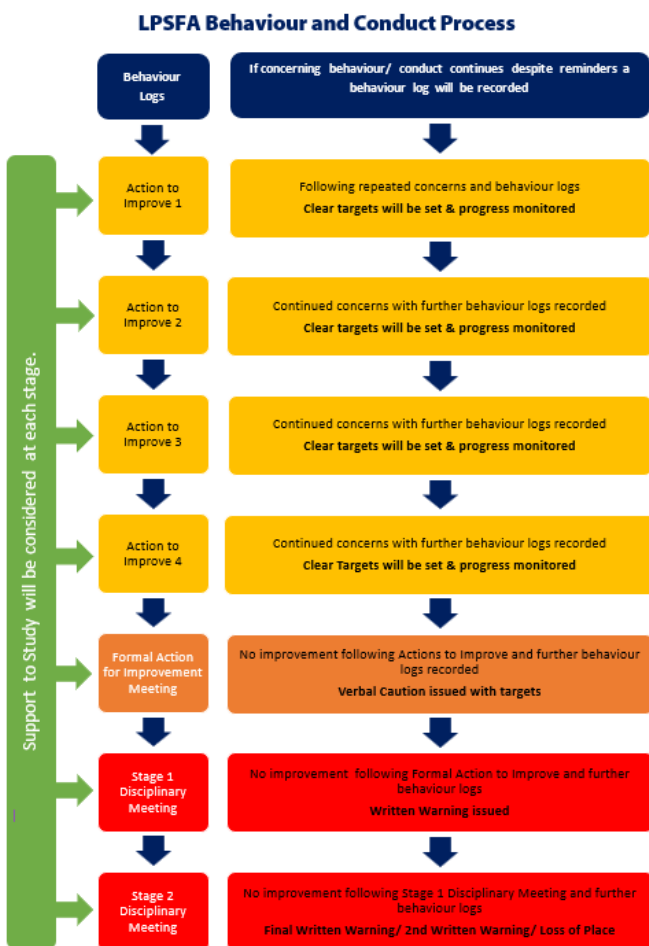 LPSFA Behaviour and Conduct Process
Behaviour
Logs
If concerning behaviour/ conduct continues despite reminders a
behaviour log will be recorded
Support to Study will be considered at each stage.
Action to
Improve 1
Following repeated concerns and behaviour logs
Clear targets will be set & progress monitored
Action to
Improve 2
Continued concerns with further behaviour logs recorded
Clear targets will be set & progress monitored
Action to
Improve 3
Continued concerns with further behaviour logs recorded
Clear targets will be set & progress monitored
Action to
Improve 4
Continued concerns with further behaviour logs recorded
Clear Targets will be set & progress monitored
Formal Action
for Improvement
Meeting
No improvement following Actions to Improve and further behaviour
logs recorded
Verbal Caution issued with targets
Stage 1
Disciplinary
Meeting
No improvement following Formal Action to Improve and further
behaviour logs
Written Warning issued
Stage 2
Disciplinary
Meeting
No improvement following Stage 1 Disciplinary Meeting and further
behaviour logs
Final Written Warning/ 2nd Written Warning/ Loss of Place